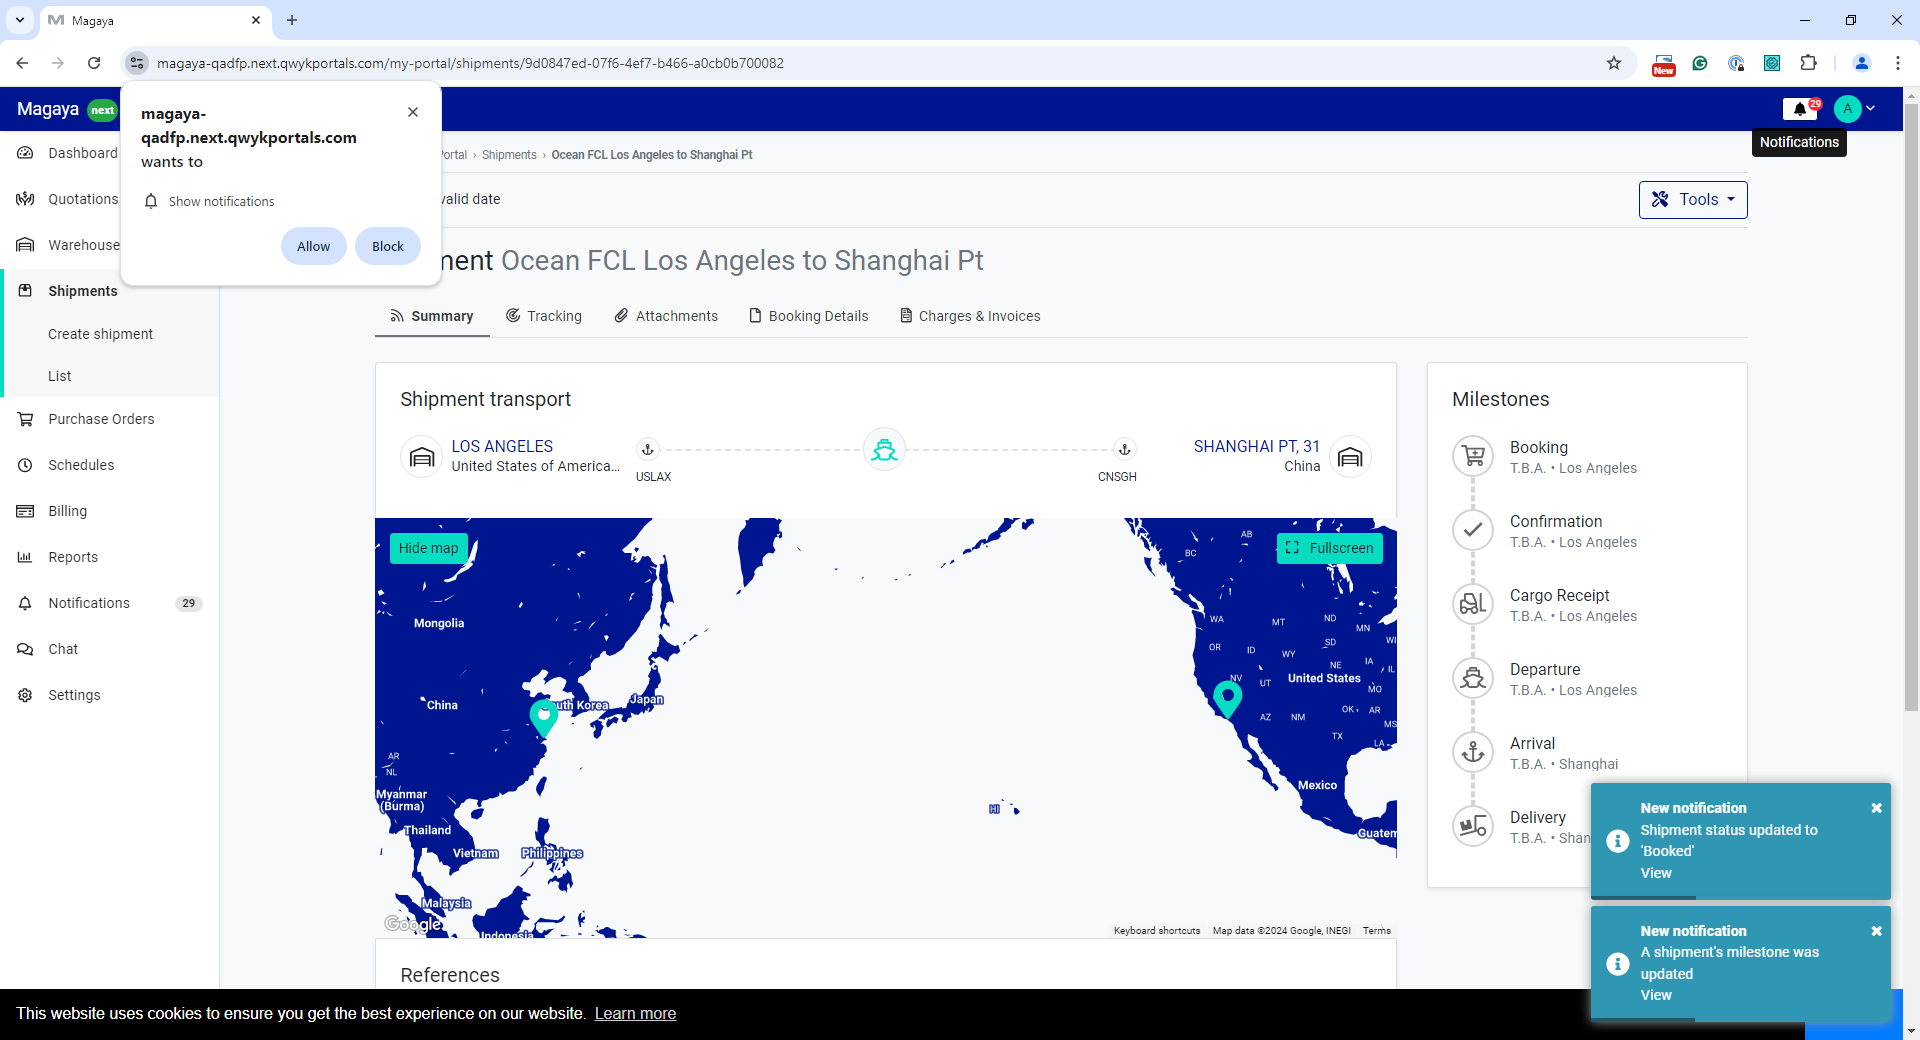 Magaya
magaya-qadfp.next.qwykportals.com/my-portal/shipments/9d0847ed-07f6-4ef7-b466-a0cb0b700082
New
magaya-
qadfp.next.qwykportals.com
wants to
Show notifications
Allow
Block
Magaya next
29
A
Notifications
Dashboard
Quotations
Warehouse
Shipments
Create shipment
List
Purchase Orders
Schedules
Billing
Reports
Notifications 29
Chat
Settings
Portal › Shipments › Ocean FCL Los Angeles to Shanghai Pt
valid date
Tools
ment Ocean FCL Los Angeles to Shanghai Pt
Summary
Tracking
Attachments
Booking Details
Charges & Invoices
Shipment transport
LOS ANGELES
United States of America...
USLAX
CNSGH
SHANGHAI PT, 31
China
Hide map
Fullscreen
AB
BC
Mongolia
WA
MT
ND
MN
OR
ID
WY
SD
WI
NE
IA
IL
NV
UT
United States
MO
China
South Korea
Japan
AZ
NM
OK
AR
MS
TX
LA
AR
NL
Myanmar
(Burma)
Thailand
Vietnam
Philippines
Malaysia
Indonesia
HI
Mexico
Guatem
Google
Keyboard shortcuts
Map data ©2024 Google, INEGI
Terms
References
Milestones
Booking
T.B.A. • Los Angeles
Confirmation
T.B.A. • Los Angeles
Cargo Receipt
T.B.A. • Los Angeles
Departure
T.B.A. • Los Angeles
Arrival
T.B.A. • Shanghai
Delivery
T.B.A. • Shan
New notification
Shipment status updated to
'Booked'
View
New notification
A shipment's milestone was
updated
View
This website uses cookies to ensure you get the best experience on our website. Learn more